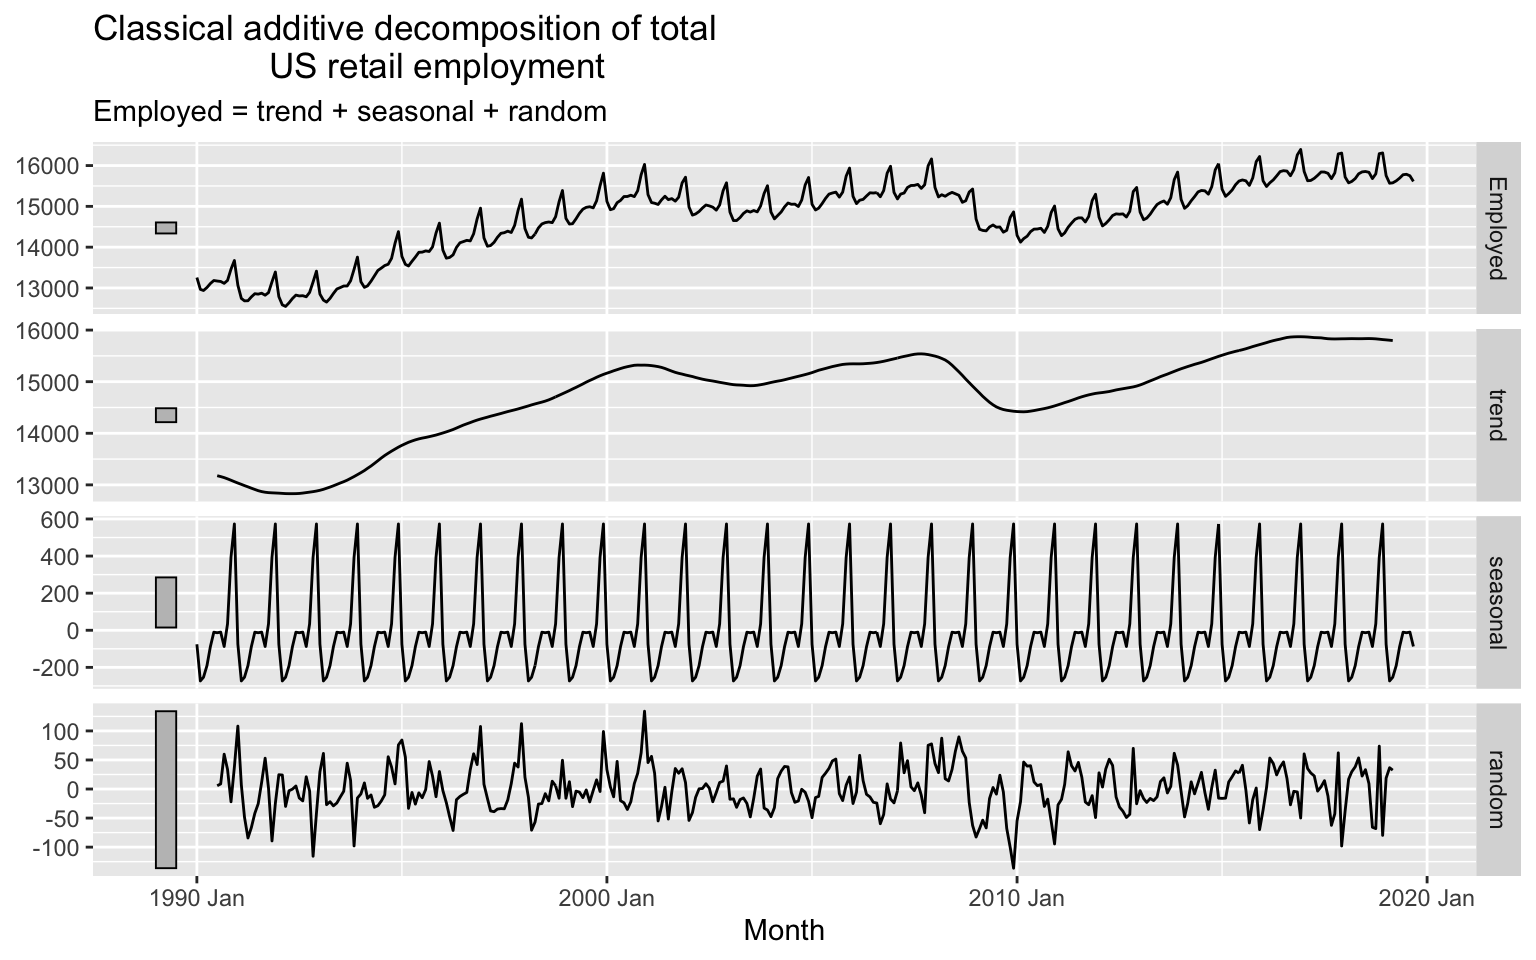 Classical additive decomposition of total
US retail employment
Employed = trend + seasonal + random
16000
15000
14000
13000
Employed
16000
15000
14000
13000
trend
600
400
200
0
-200
seasonal
100
50
0
-50
-100
random
1990 Jan
2000 Jan
2010 Jan
2020 Jan
Month